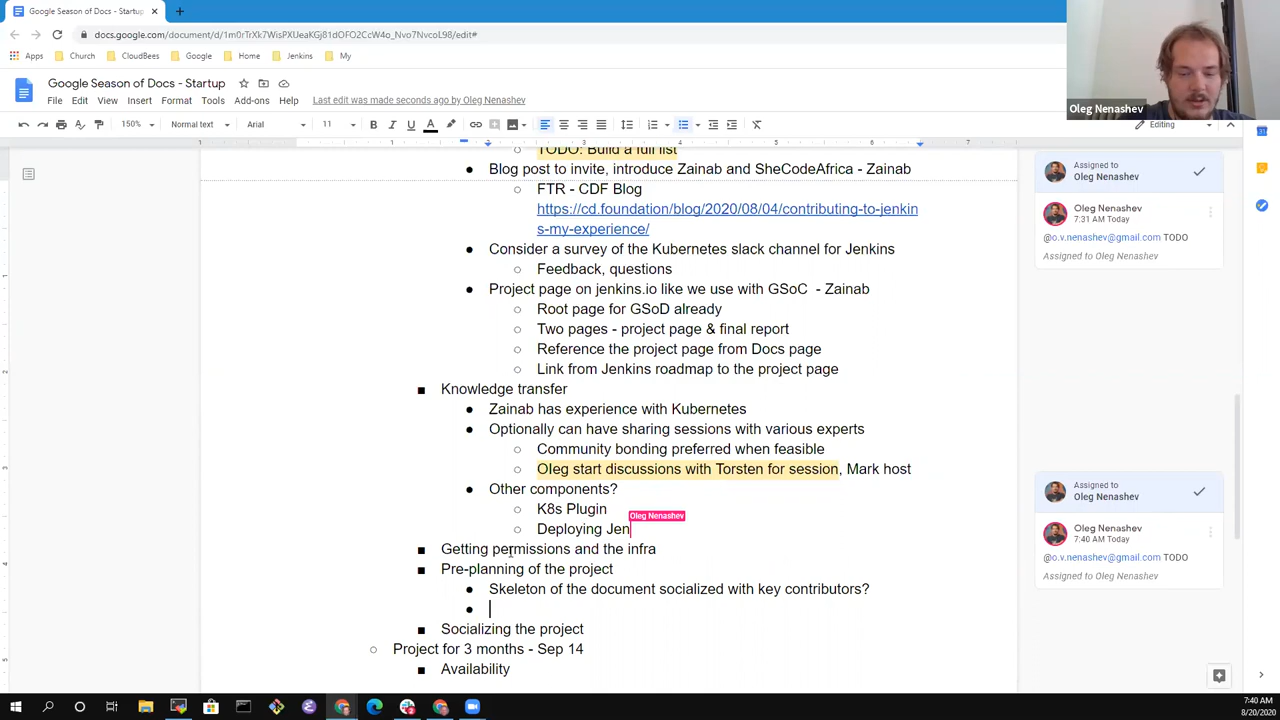 Google Season of Docs - Startup
docs.google.com/document/d/1m0rTrXk7WisPXUeaKGj81dOFO2CcW4o_Nvo7NvcoL9I/edit#
Apps Church CloudBees Google Home Jenkins My
Google Season of Docs - Startup
File Edit View Insert Format Tools Add-ons Help Last edit was made seconds ago by Oleg Nenashev
150% Normal text Arial 11 B I U A Editing
Oleg Nenashev
TODO: Build a full list
Blog post to invite, introduce Zainab and SheCodeAfrica - Zainab
FTR - CDF Blog
https://cd.foundation/blog/2020/08/04/contributing-to-jenkin
s-my-experience/
Consider a survey of the Kubernetes slack channel for Jenkins
Feedback, questions
Project page on jenkins.io like we use with GSoC - Zainab
Root page for GSoD already
Two pages - project page & final report
Reference the project page from Docs page
Link from Jenkins roadmap to the project page
Knowledge transfer
Zainab has experience with Kubernetes
Optionally can have sharing sessions with various experts
Community bonding preferred when feasible
Oleg start discussions with Torsten for session, Mark host
Other components?
K8s Plugin
Oleg Nenashev
Deploying Jen
Getting permissions and the infra
Pre-planning of the project
Skeleton of the document socialized with key contributors?
Socializing the project
Project for 3 months - Sep 14
Availability
Assigned to
Oleg Nenashev
Oleg Nenashev
7:31 AM Today
@o.v.nenashev@gmail.com TODO
Assigned to Oleg Nenashev
Assigned to
Oleg Nenashev
Oleg Nenashev
7:40 AM Today
@o.v.nenashev@gmail.com TODO
Assigned to Oleg Nenashev
7:40 AM
8/20/2020